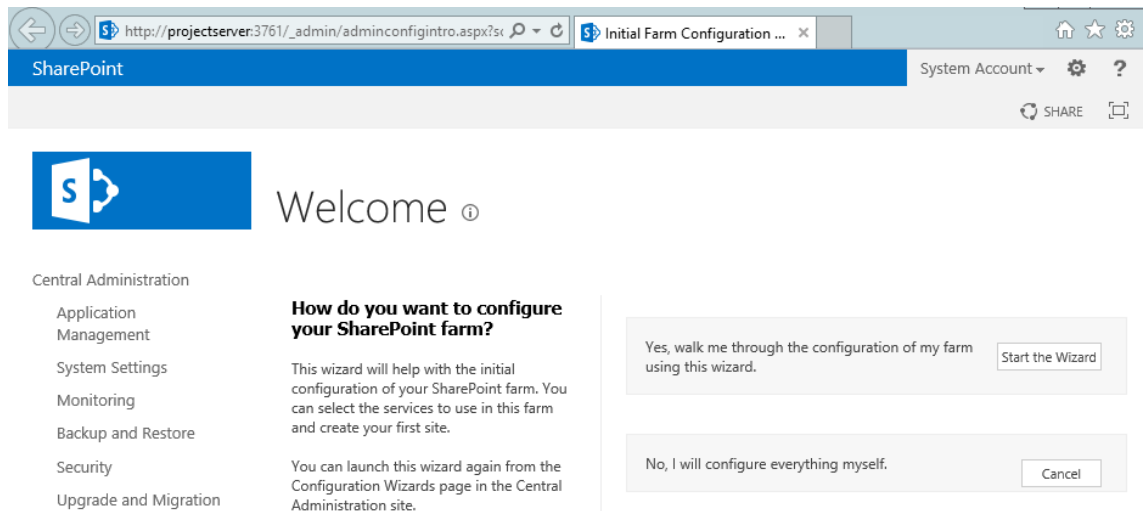 http://projectserver:3761/_admin/adminconfigintro.aspx?sc
Initial Farm Configuration ...
SharePoint
System Account
?
SHARE
S
Welcome
Central Administration
Application
Management
System Settings
Monitoring
Backup and Restore
Security
Upgrade and Migration
How do you want to configure
your SharePoint farm?
This wizard will help with the initial
configuration of your SharePoint farm. You
can select the services to use in this farm
and create your first site.
You can launch this wizard again from the
Configuration Wizards page in the Central
Administration site.
Yes, walk me through the configuration of my farm
using this wizard.
Start the Wizard
No, I will configure everything myself.
Cancel